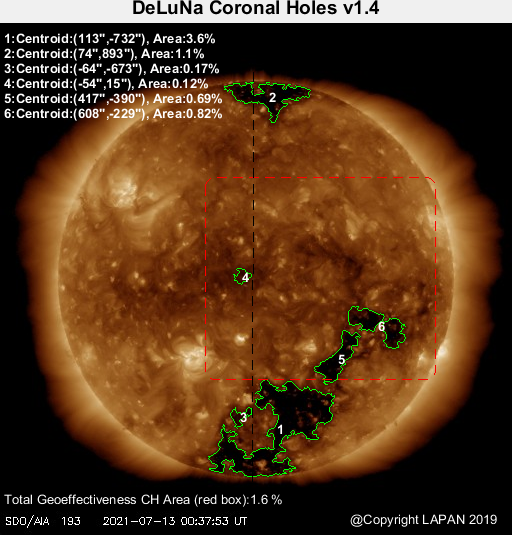 DeLuNa Coronal Holes v1.4
1:Centroid:(113",-732"), Area:3.6%
2:Centroid:(74",893"), Area:1.1%
3:Centroid:(-64",-673"), Area:0.17%
4:Centroid:(-54",15"), Area:0.12%
5:Centroid:(417",-390"), Area:0.69%
6:Centroid:(608",-229"), Area:0.82%
2
4
6
5
3
1
Total Geoeffectiveness CH Area (red box):1.6 %
SDO/AIA 193 2021-07-13 00:37:53 UT
@Copyright LAPAN 2019